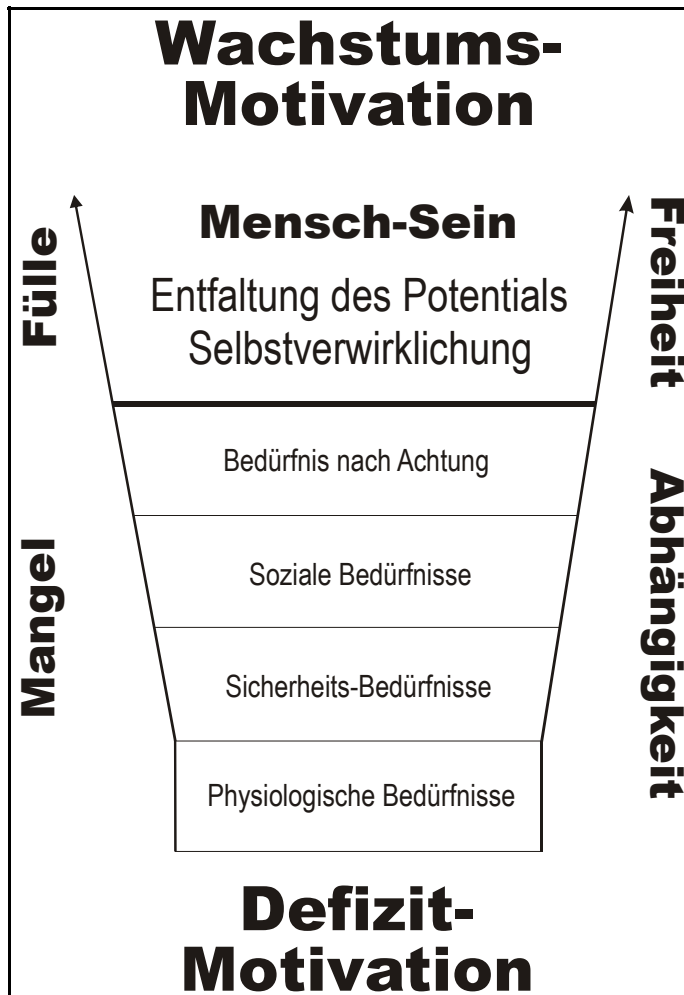 Wachstums-
Motivation
Fülle
Mensch-Sein
Freiheit
Entfaltung des Potentials
Selbstverwirklichung
Bedürfnis nach Achtung
Mangel
Soziale Bedürfnisse
Abhängigkeit
Sicherheits-Bedürfnisse
Physiologische Bedürfnisse
Defizit-
Motivation